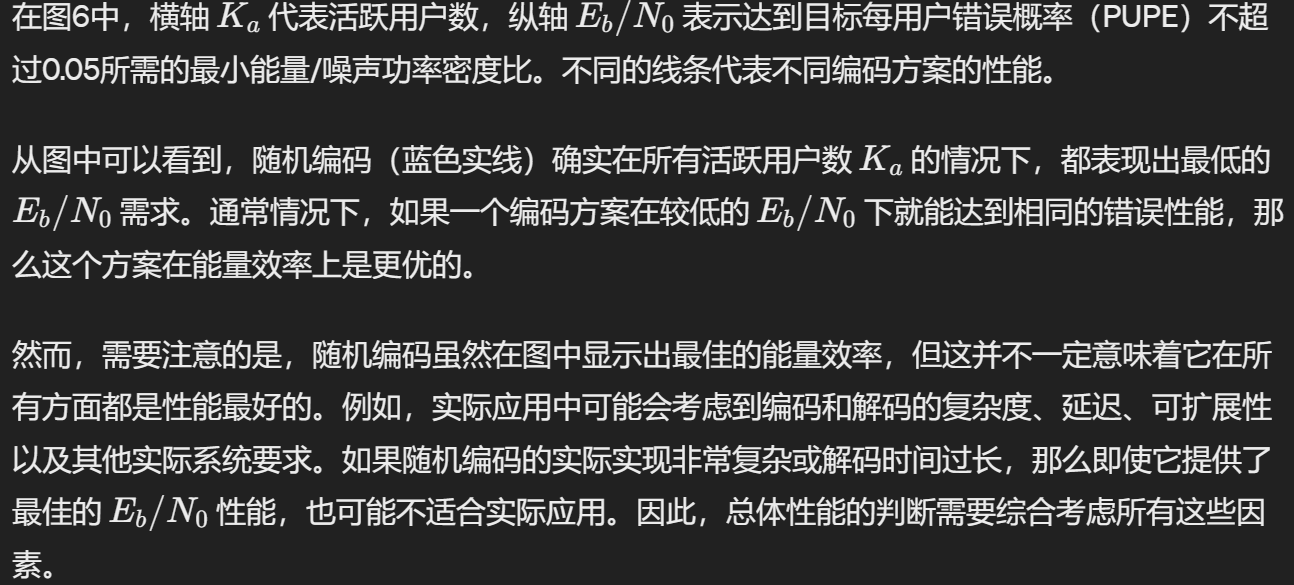 在图6中，横轴 Kₐ 代表活跃用户数，纵轴 E_b/N₀ 表示达到目标每用户错误概率（PUPE）不超
过0.05所需的最小能量/噪声功率密度比。不同的线条代表不同编码方案的性能。
从图中可以看到，随机编码（蓝色实线）确实在所有活跃用户数 Kₐ 的情况下，都表现出最低的
E_b/N₀ 需求。通常情况下，如果一个编码方案在较低的 E_b/N₀ 下就能达到相同的错误性能，那
么这个方案在能量效率上是更优的。
然而，需要注意的是，随机编码虽然在图中显示出最佳的能量效率，但这并不一定意味着它在所
有方面都是性能最好的。例如，实际应用中可能会考虑到编码和解码的复杂度、延迟、可扩展性
以及其他实际系统要求。如果随机编码的实际实现非常复杂或解码时间过长，那么即使它提供了
最佳的 E_b/N₀ 性能，也可能不适合实际应用。因此，总体性能的判断需要综合考虑所有这些因
素。